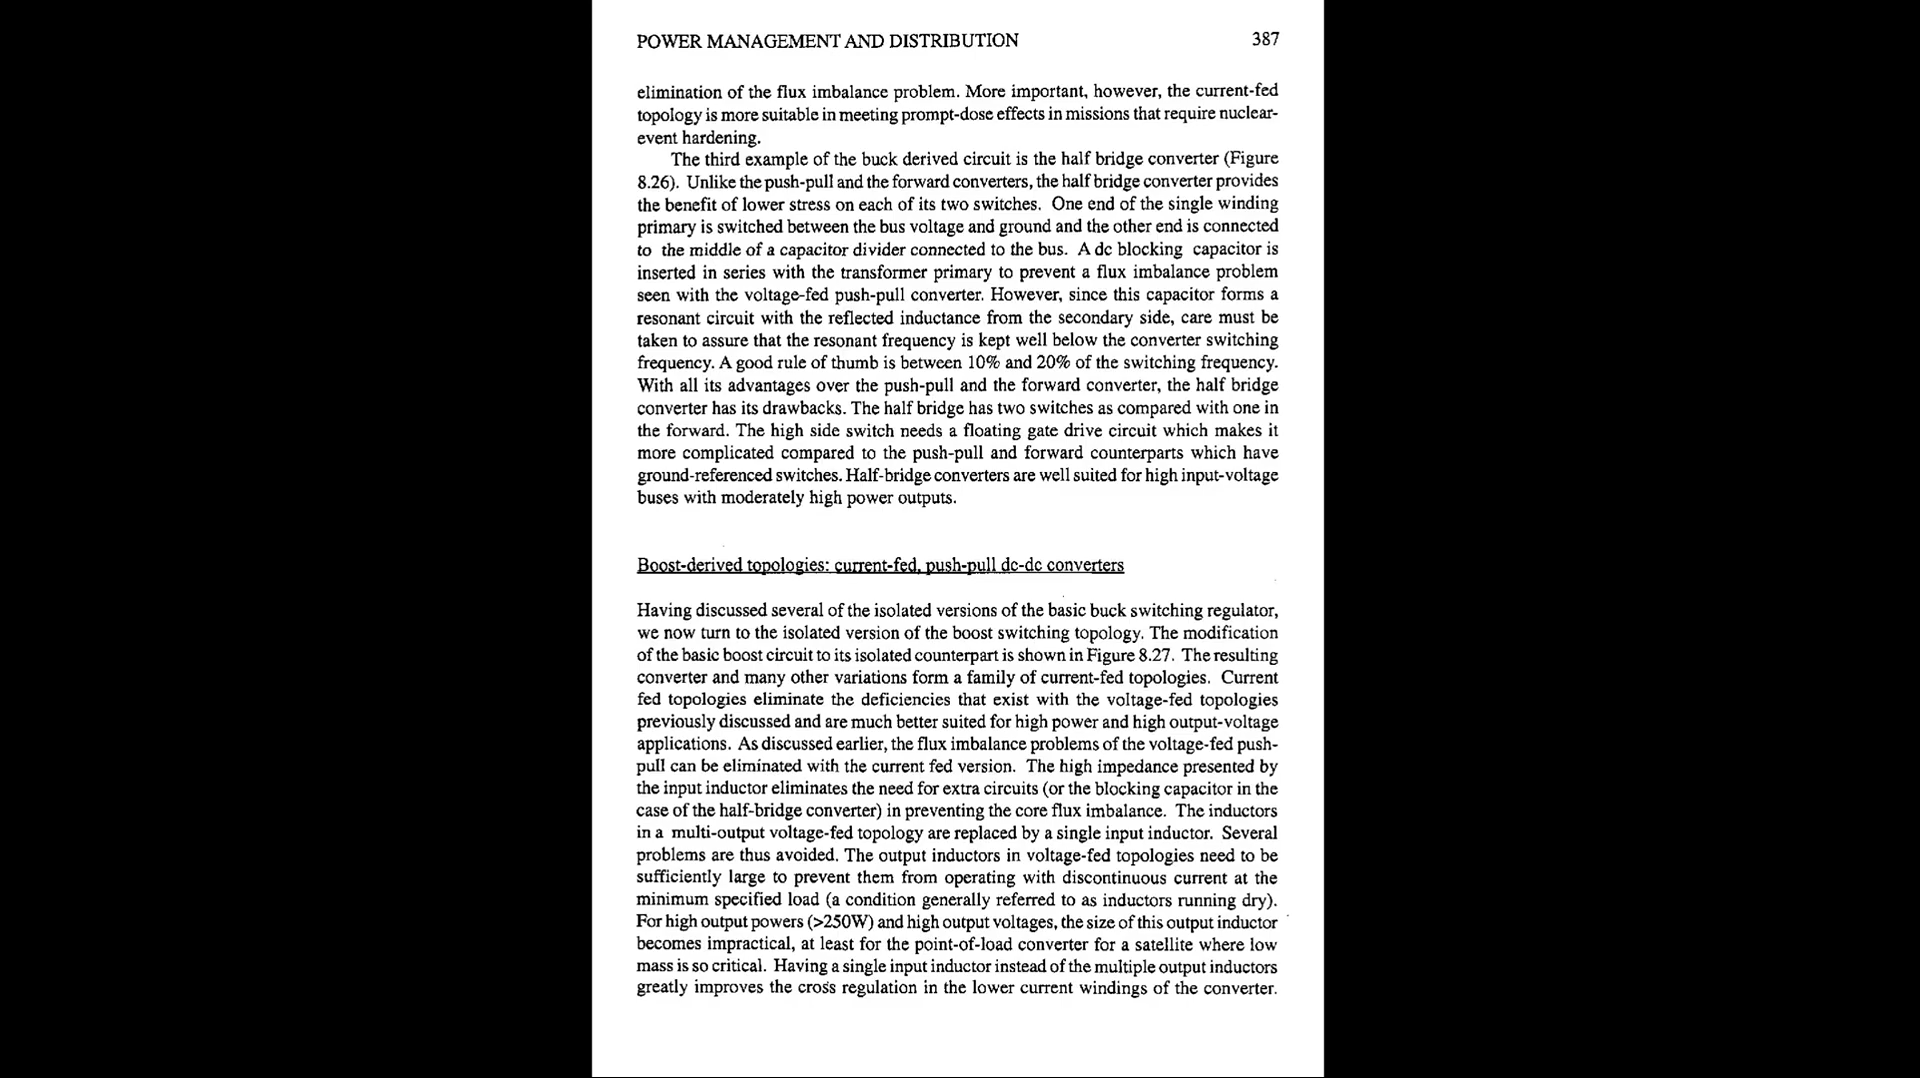 POWER MANAGEMENT AND DISTRIBUTION 387
elimination of the flux imbalance problem. More important, however, the current-fed
topology is more suitable in meeting prompt-dose effects in missions that require nuclear-
event hardening.
The third example of the buck derived circuit is the half bridge converter (Figure
8.26). Unlike the push-pull and the forward converters, the half bridge converter provides
the benefit of lower stress on each of its two switches. One end of the single winding
primary is switched between the bus voltage and ground and the other end is connected
to the middle of a capacitor divider connected to the bus. A dc blocking capacitor is
inserted in series with the transformer primary to prevent a flux imbalance problem
seen with the voltage-fed push-pull converter. However, since this capacitor forms a
resonant circuit with the reflected inductance from the secondary side, care must be
taken to assure that the resonant frequency is kept well below the converter switching
frequency. A good rule of thumb is between 10% and 20% of the switching frequency.
With all its advantages over the push-pull and the forward converter, the half bridge
converter has its drawbacks. The half bridge has two switches as compared with one in
the forward. The high side switch needs a floating gate drive circuit which makes it
more complicated compared to the push-pull and forward counterparts which have
ground-referenced switches. Half-bridge converters are well suited for high input-voltage
buses with moderately high power outputs.
Boost-derived topologies: current-fed, push-pull dc-dc converters
Having discussed several of the isolated versions of the basic buck switching regulator,
we now turn to the isolated version of the boost switching topology. The modification
of the basic boost circuit to its isolated counterpart is shown in Figure 8.27. The resulting
converter and many other variations form a family of current-fed topologies. Current
fed topologies eliminate the deficiencies that exist with the voltage-fed topologies
previously discussed and are much better suited for high power and high output-voltage
applications. As discussed earlier, the flux imbalance problems of the voltage-fed push-
pull can be eliminated with the current fed version. The high impedance presented by
the input inductor eliminates the need for extra circuits (or the blocking capacitor in the
case of the half-bridge converter) in preventing the core flux imbalance. The inductors
in a multi-output voltage-fed topology are replaced by a single input inductor. Several
problems are thus avoided. The output inductors in voltage-fed topologies need to be
sufficiently large to prevent them from operating with discontinuous current at the
minimum specified load (a condition generally referred to as inductors running dry).
For high output powers (>250W) and high output voltages, the size of this output inductor
becomes impractical, at least for the point-of-load converter for a satellite where low
mass is so critical. Having a single input inductor instead of the multiple output inductors
greatly improves the cross regulation in the lower current windings of the converter.